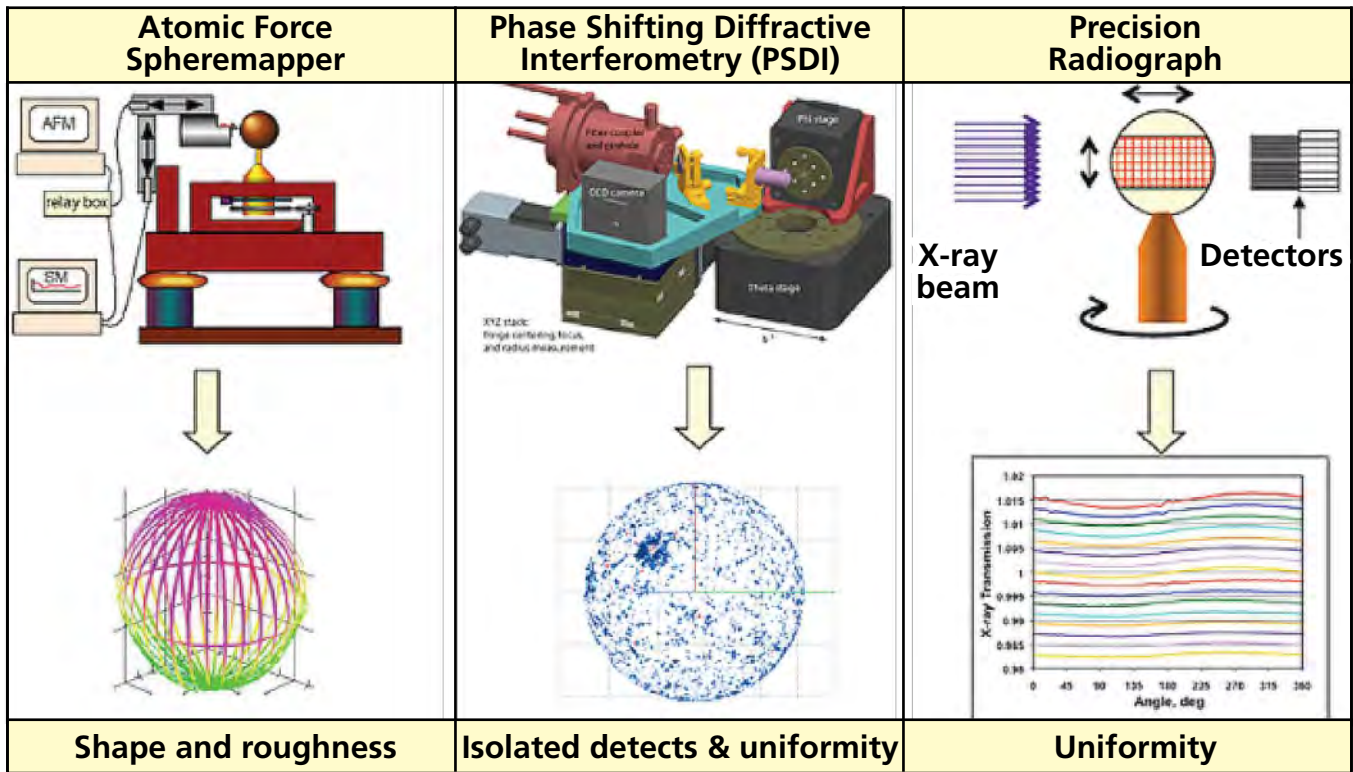 Atomic Force
Spheremapper
Phase Shifting Diffractive
Interferometry (PSDI)
Precision
Radiograph
AFM
relay box
SM
Fiber coupler
and pinhole
CCD camera
PHI stage
Theta stage
XYZ stage:
fringe centering, focus,
and radius measurement
X-ray
beam
Detectors
X-ray Transmission
1.02
1.015
1.01
1.005
1
0.995
0.99
0.985
0.98
0 45 90 135 180 225 270 315 360
Angle, deg
Shape and roughness
Isolated detects & uniformity
Uniformity